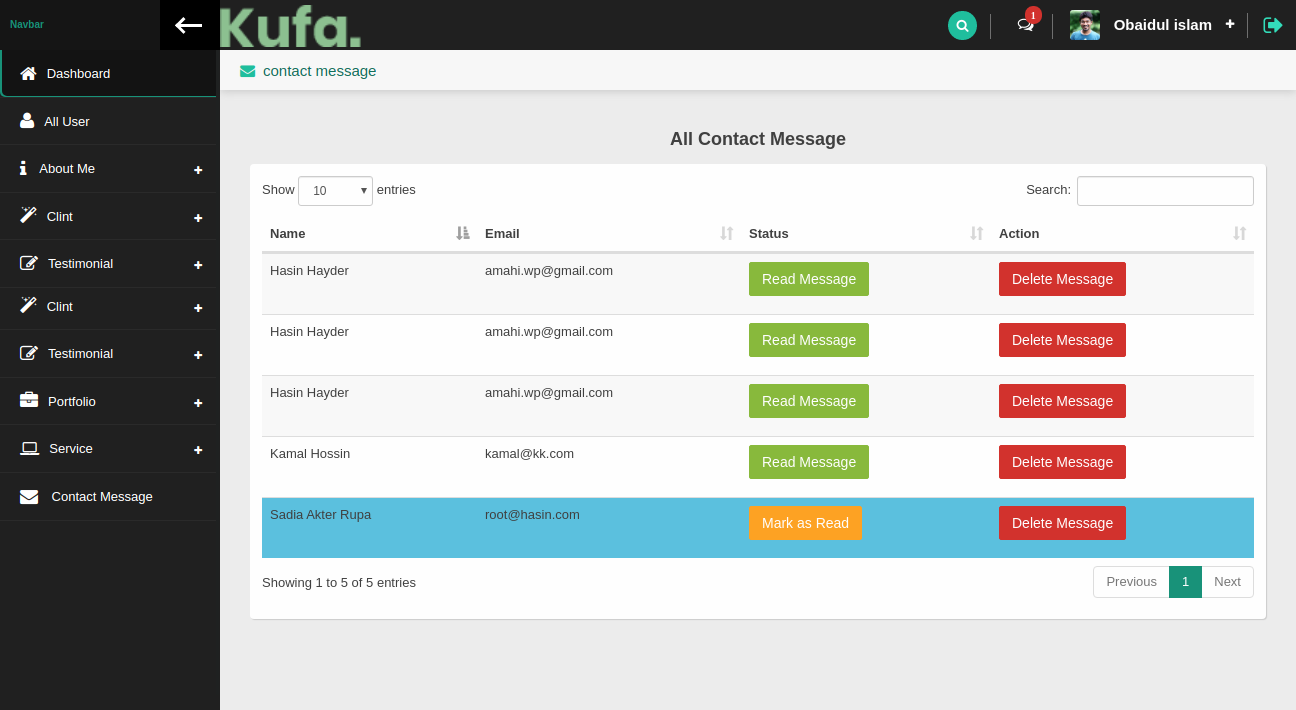 Navbar
Kufa.
1
Obaidul islam
Dashboard
All User
About Me
Clint
Testimonial
Clint
Testimonial
Portfolio
Service
Contact Message
contact message
All Contact Message
Show 10 entries
Search:
Name Email Status Action
Hasin Hayder amahi.wp@gmail.com Read Message Delete Message
Hasin Hayder amahi.wp@gmail.com Read Message Delete Message
Hasin Hayder amahi.wp@gmail.com Read Message Delete Message
Kamal Hossin kamal@kk.com Read Message Delete Message
Sadia Akter Rupa root@hasin.com Mark as Read Delete Message
Showing 1 to 5 of 5 entries
Previous 1 Next